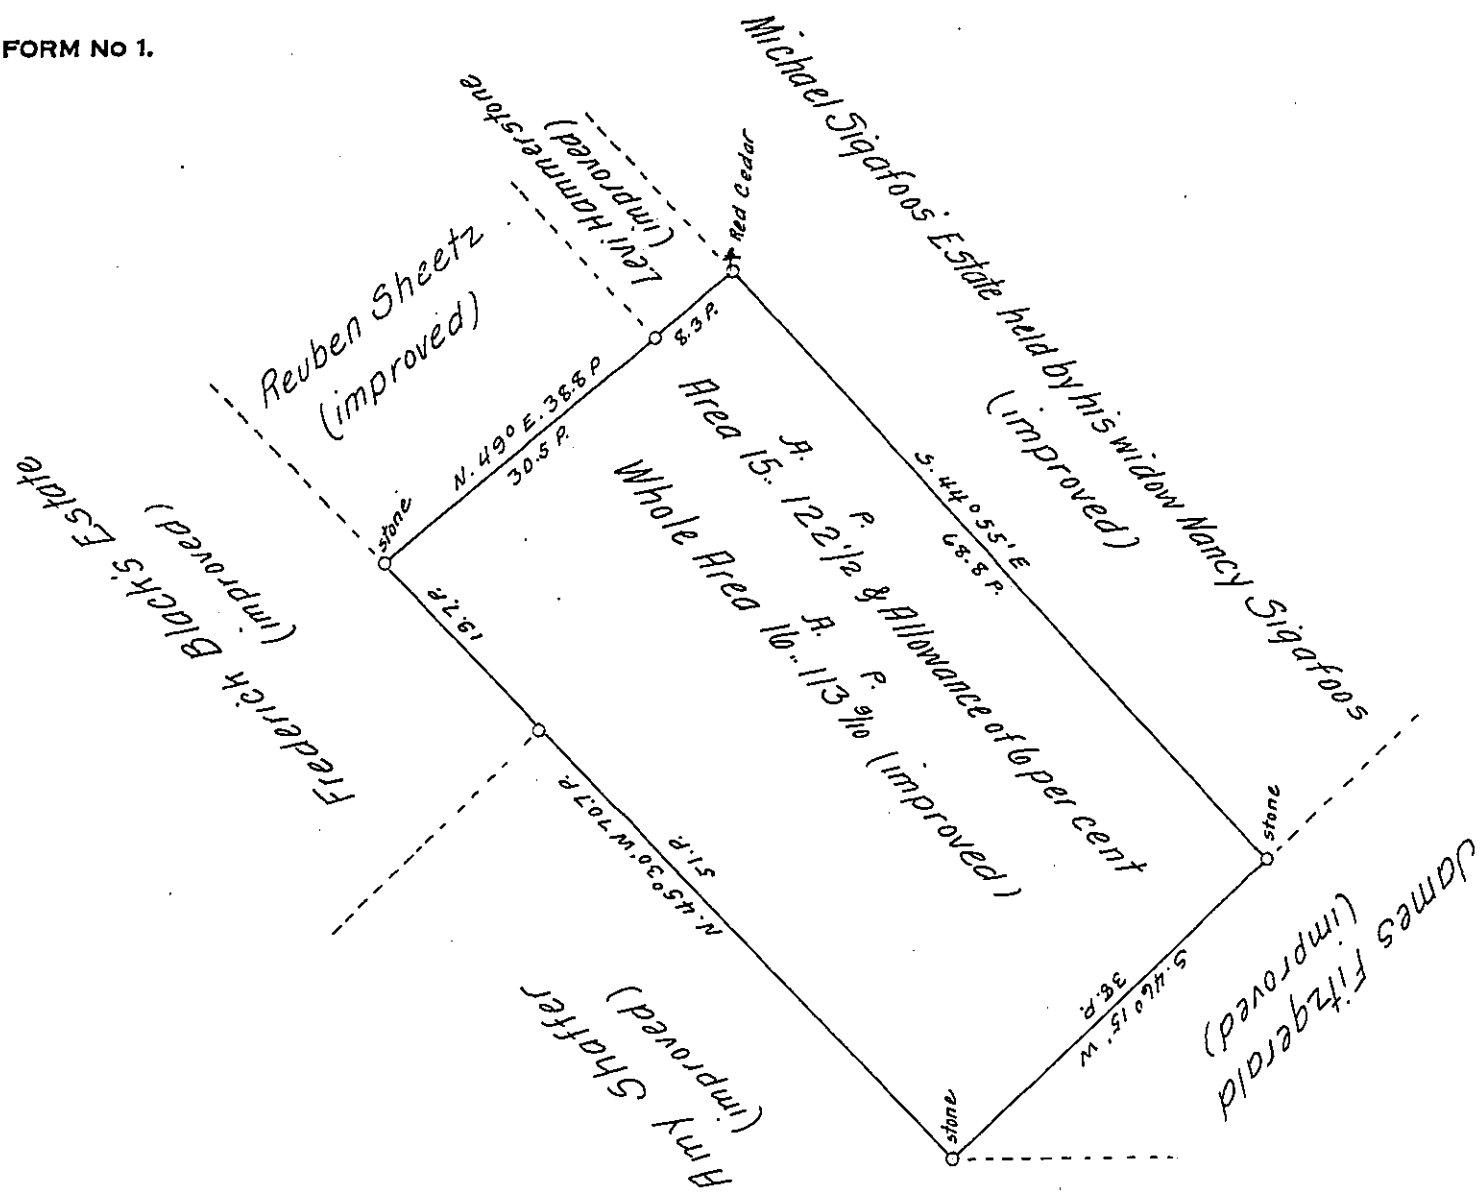 FORM No 1.
Michael Sigafoos' Estate held by his widow Nancy Sigafoos
(improved)
Levi Hammerstone
(improved)
Red Cedar
Reuben Sheetz
(improved)
8.3 P.
N. 49° E. 38.8 P
30.5 P.
stone
Frederick Black's Estate
(improved)
19.7 P.
A. P.
Area 15.. 122 1/2 & Allowance of 6 per cent
A. P.
Whole Area 16.. 113 9/10 (improved)
S. 44° 55' E
68.8 P.
stone
James Fitzgerald
(improved)
S. 46° 15' W
38. P.
stone
51. P.
N. 45° 30' W 70.7 P.
Amy Shaffer
(improved)